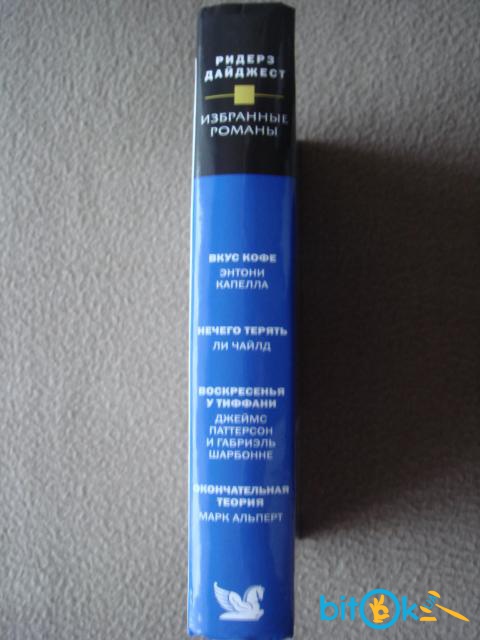 РИДЕРЗ
ДАЙДЖЕСТ
ИЗБРАННЫЕ
РОМАНЫ
ВКУС КОФЕ
ЭНТОНИ
КАПЕЛЛА
НЕЧЕГО ТЕРЯТЬ
ЛИ ЧАЙЛД
ВОСКРЕСЕНЬЯ
У ТИФФАНИ
ДЖЕЙМС
ПАТТЕРСОН
И ГАБРИЭЛЬ
ШАРБОННЕ
ОКОНЧАТЕЛЬНАЯ
ТЕОРИЯ
МАРК АЛЬПЕРТ
bitOk